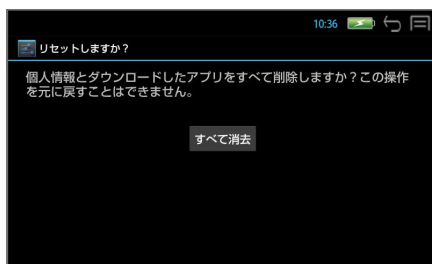 10:36
リセットしますか？
個人情報とダウンロードしたアプリをすべて削除しますか？この操作
を元に戻すことはできません。
すべて消去